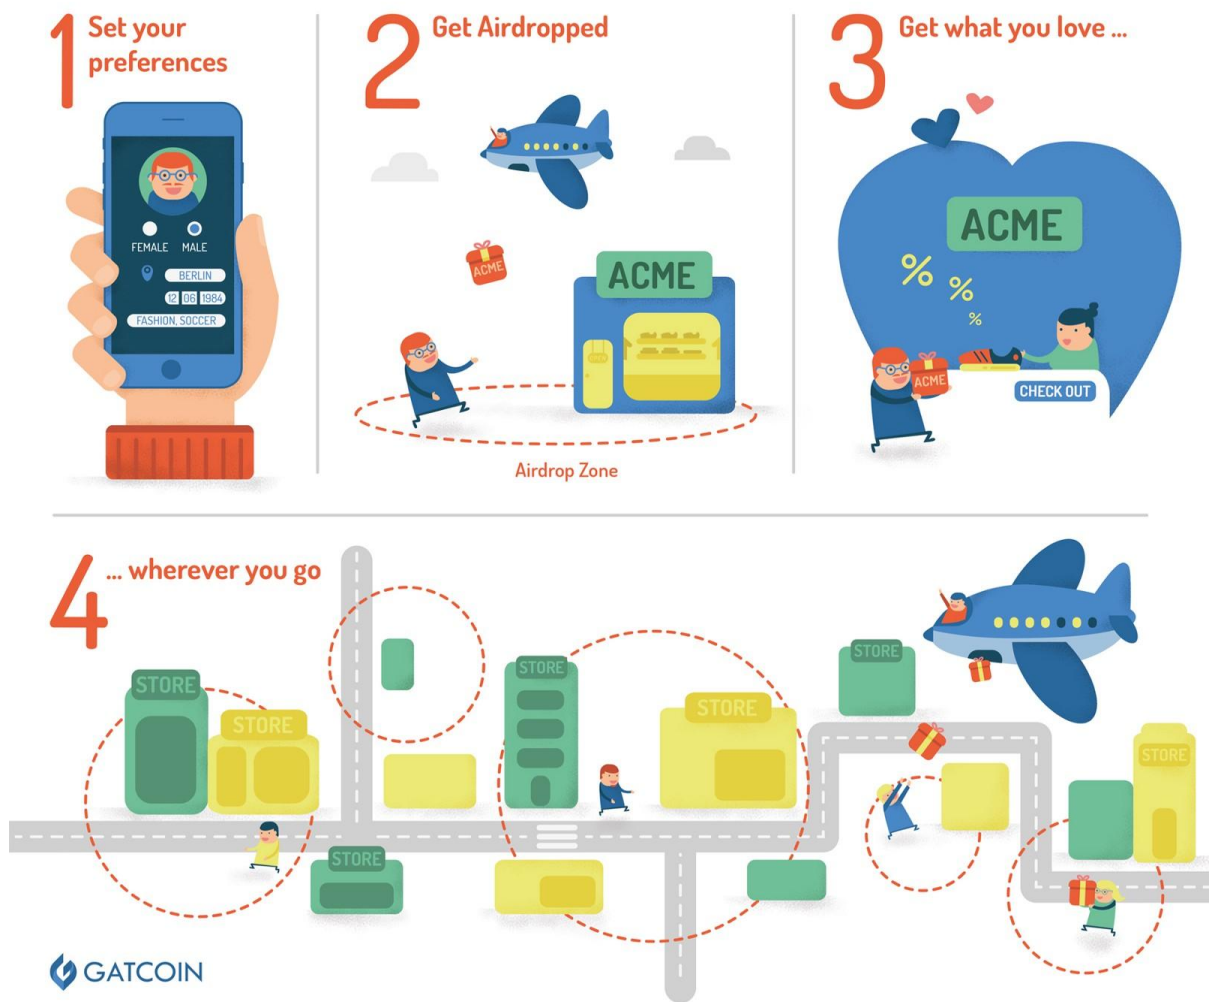 1
Set your
preferences
FEMALE MALE
BERLIN
12 06 1984
FASHION, SOCCER
2
Get Airdropped
ACME
ACME
Airdrop Zone
3
Get what you love ...
ACME
%
%
%
ACME
CHECK OUT
4
... wherever you go
STORE
STORE
STORE
STORE
STORE
STORE
STORE
GATCOIN